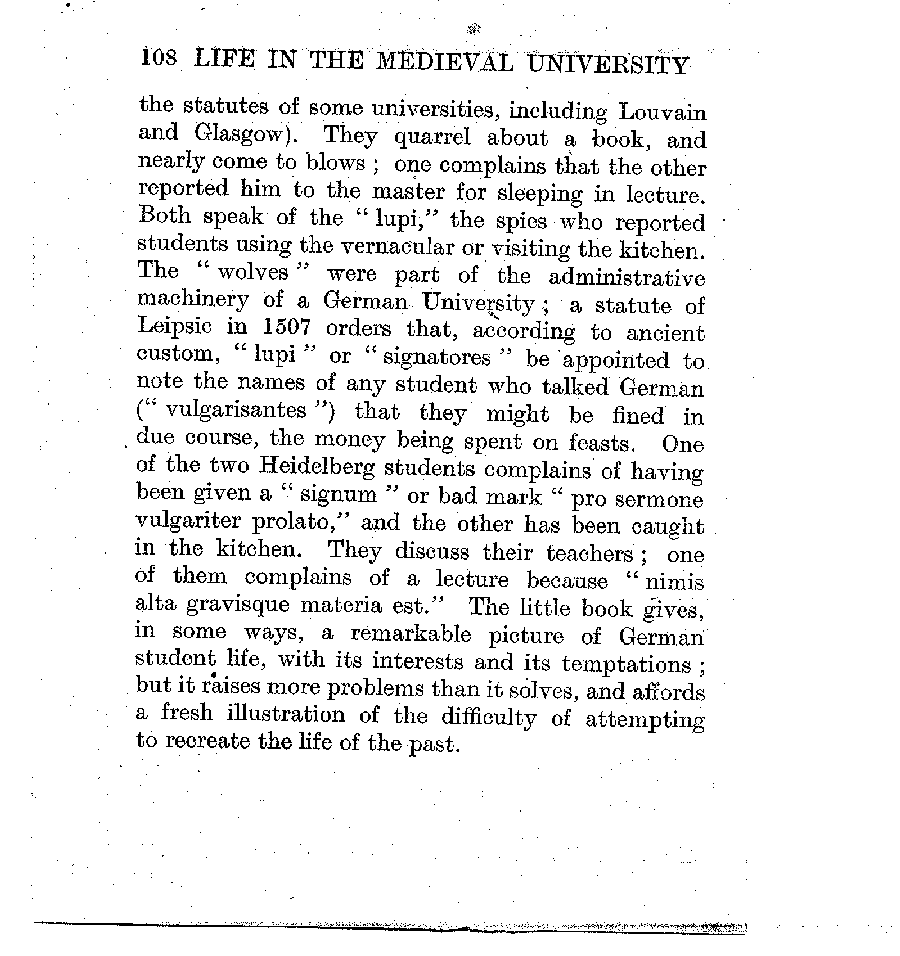 108 LIFE IN THE MEDIEVAL UNIVERSITY
the statutes of some universities, including Louvain
and Glasgow). They quarrel about a book, and
nearly come to blows ; one complains that the other
reported him to the master for sleeping in lecture.
Both speak of the “ lupi,” the spies who reported
students using the vernacular or visiting the kitchen.
The “ wolves ” were part of the administrative
machinery of a German University ; a statute of
Leipsic in 1507 orders that, according to ancient
custom, “ lupi ” or “ signatores ” be appointed to
note the names of any student who talked German
(“ vulgarisantes ”) that they might be fined in
due course, the money being spent on feasts. One
of the two Heidelberg students complains of having
been given a “ signum ” or bad mark “ pro sermone
vulgariter prolato,” and the other has been caught
in the kitchen. They discuss their teachers ; one
of them complains of a lecture because “ nimis
alta gravisque materia est.” The little book gives,
in some ways, a remarkable picture of German
student life, with its interests and its temptations ;
but it raises more problems than it solves, and affords
a fresh illustration of the difficulty of attempting
to recreate the life of the past.